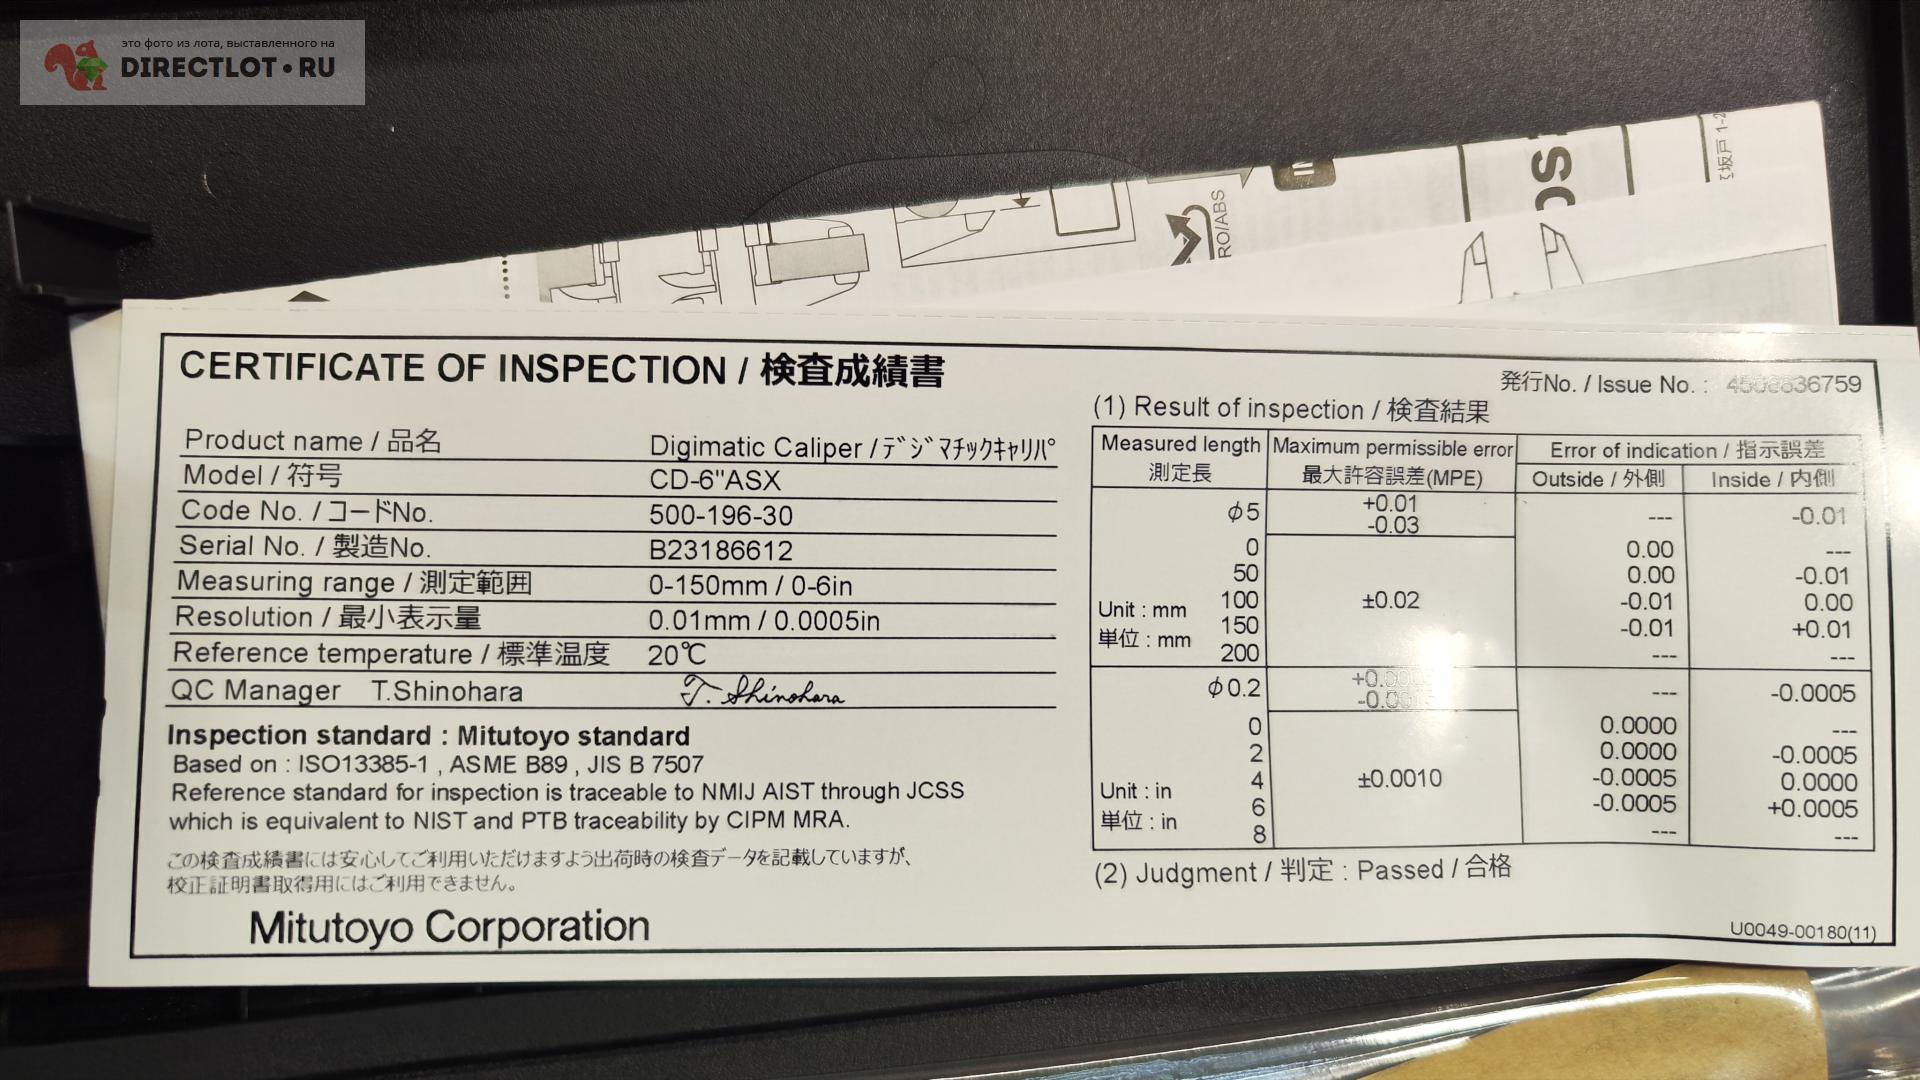 это фото из лота, выставленного на
DIRECTLOT•RU
RO/ABS
CERTIFICATE OF INSPECTION / 検査成績書
発行No. / Issue No. :
Product name / 品名 Digimatic Caliper / ﾃﾞｼﾞﾏﾁｯｸｷｬﾘﾊﾟ
Model / 符号 CD-6"ASX
Code No. / コードNo. 500-196-30
Serial No. / 製造No. B23186612
Measuring range / 測定範囲 0-150mm / 0-6in
Resolution / 最小表示量 0.01mm / 0.0005in
Reference temperature / 標準温度 20℃
QC Manager T.Shinohara T. Shinohara
Inspection standard : Mitutoyo standard
Based on : ISO13385-1 , ASME B89 , JIS B 7507
Reference standard for inspection is traceable to NMIJ AIST through JCSS
which is equivalent to NIST and PTB traceability by CIPM MRA.
この検査成績書には安心してご利用いただけますよう出荷時の検査データを記載していますが、
校正証明書取得用にはご利用できません。
Mitutoyo Corporation
(1) Result of inspection / 検査結果
Measured length Maximum permissible error Error of indication / 指示誤差
測定長 最大許容誤差(MPE) Outside / 外側 Inside / 内側
φ5 +0.01 -0.03 --- -0.01
0 0.00 ---
50 0.00 -0.01
Unit : mm 100 ±0.02 -0.01 0.00
単位 : mm 150 -0.01 +0.01
200 --- ---
φ0.2 --- -0.0005
0 0.0000 ---
2 0.0000 -0.0005
Unit : in 4 ±0.0010 -0.0005 0.0000
単位 : in 6 -0.0005 +0.0005
8 --- ---
(2) Judgment / 判定 : Passed / 合格
U0049-00180(11)